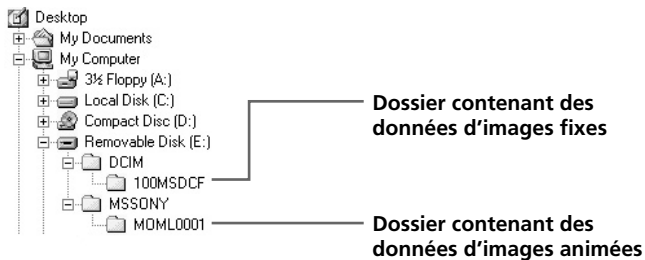 Desktop
My Documents
My Computer
3½ Floppy (A:)
Local Disk (C:)
Compact Disc (D:)
Removable Disk (E:)
DCIM
100MSDCF
MSSONY
MOML0001
Dossier contenant des
données d’images fixes
Dossier contenant des
données d’images animées